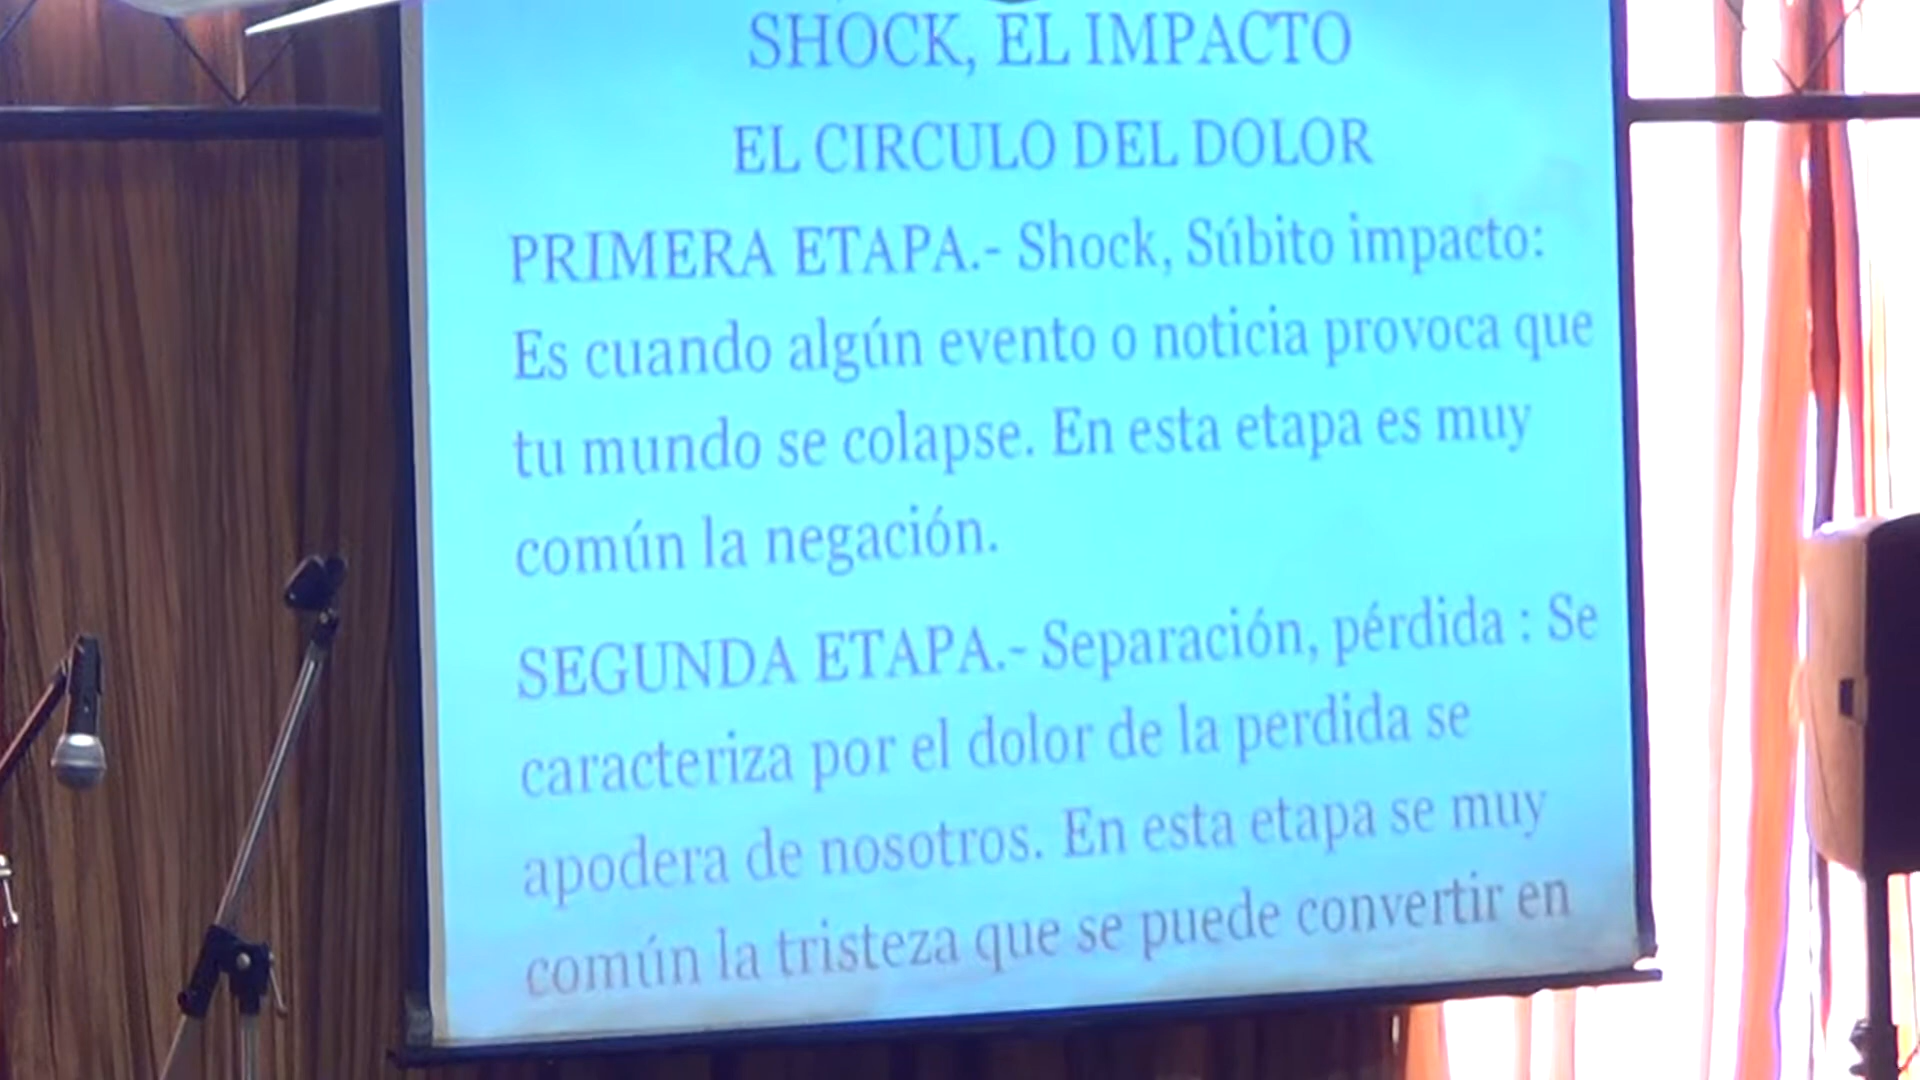 SHOCK, EL IMPACTO
EL CIRCULO DEL DOLOR
PRIMERA ETAPA.- Shock, Súbito impacto:
Es cuando algún evento o noticia provoca que
tu mundo se colapse. En esta etapa es muy
común la negación.
SEGUNDA ETAPA.- Separación, pérdida : Se
caracteriza por el dolor de la perdida se
apodera de nosotros. En esta etapa se muy
común la tristeza que se puede convertir en